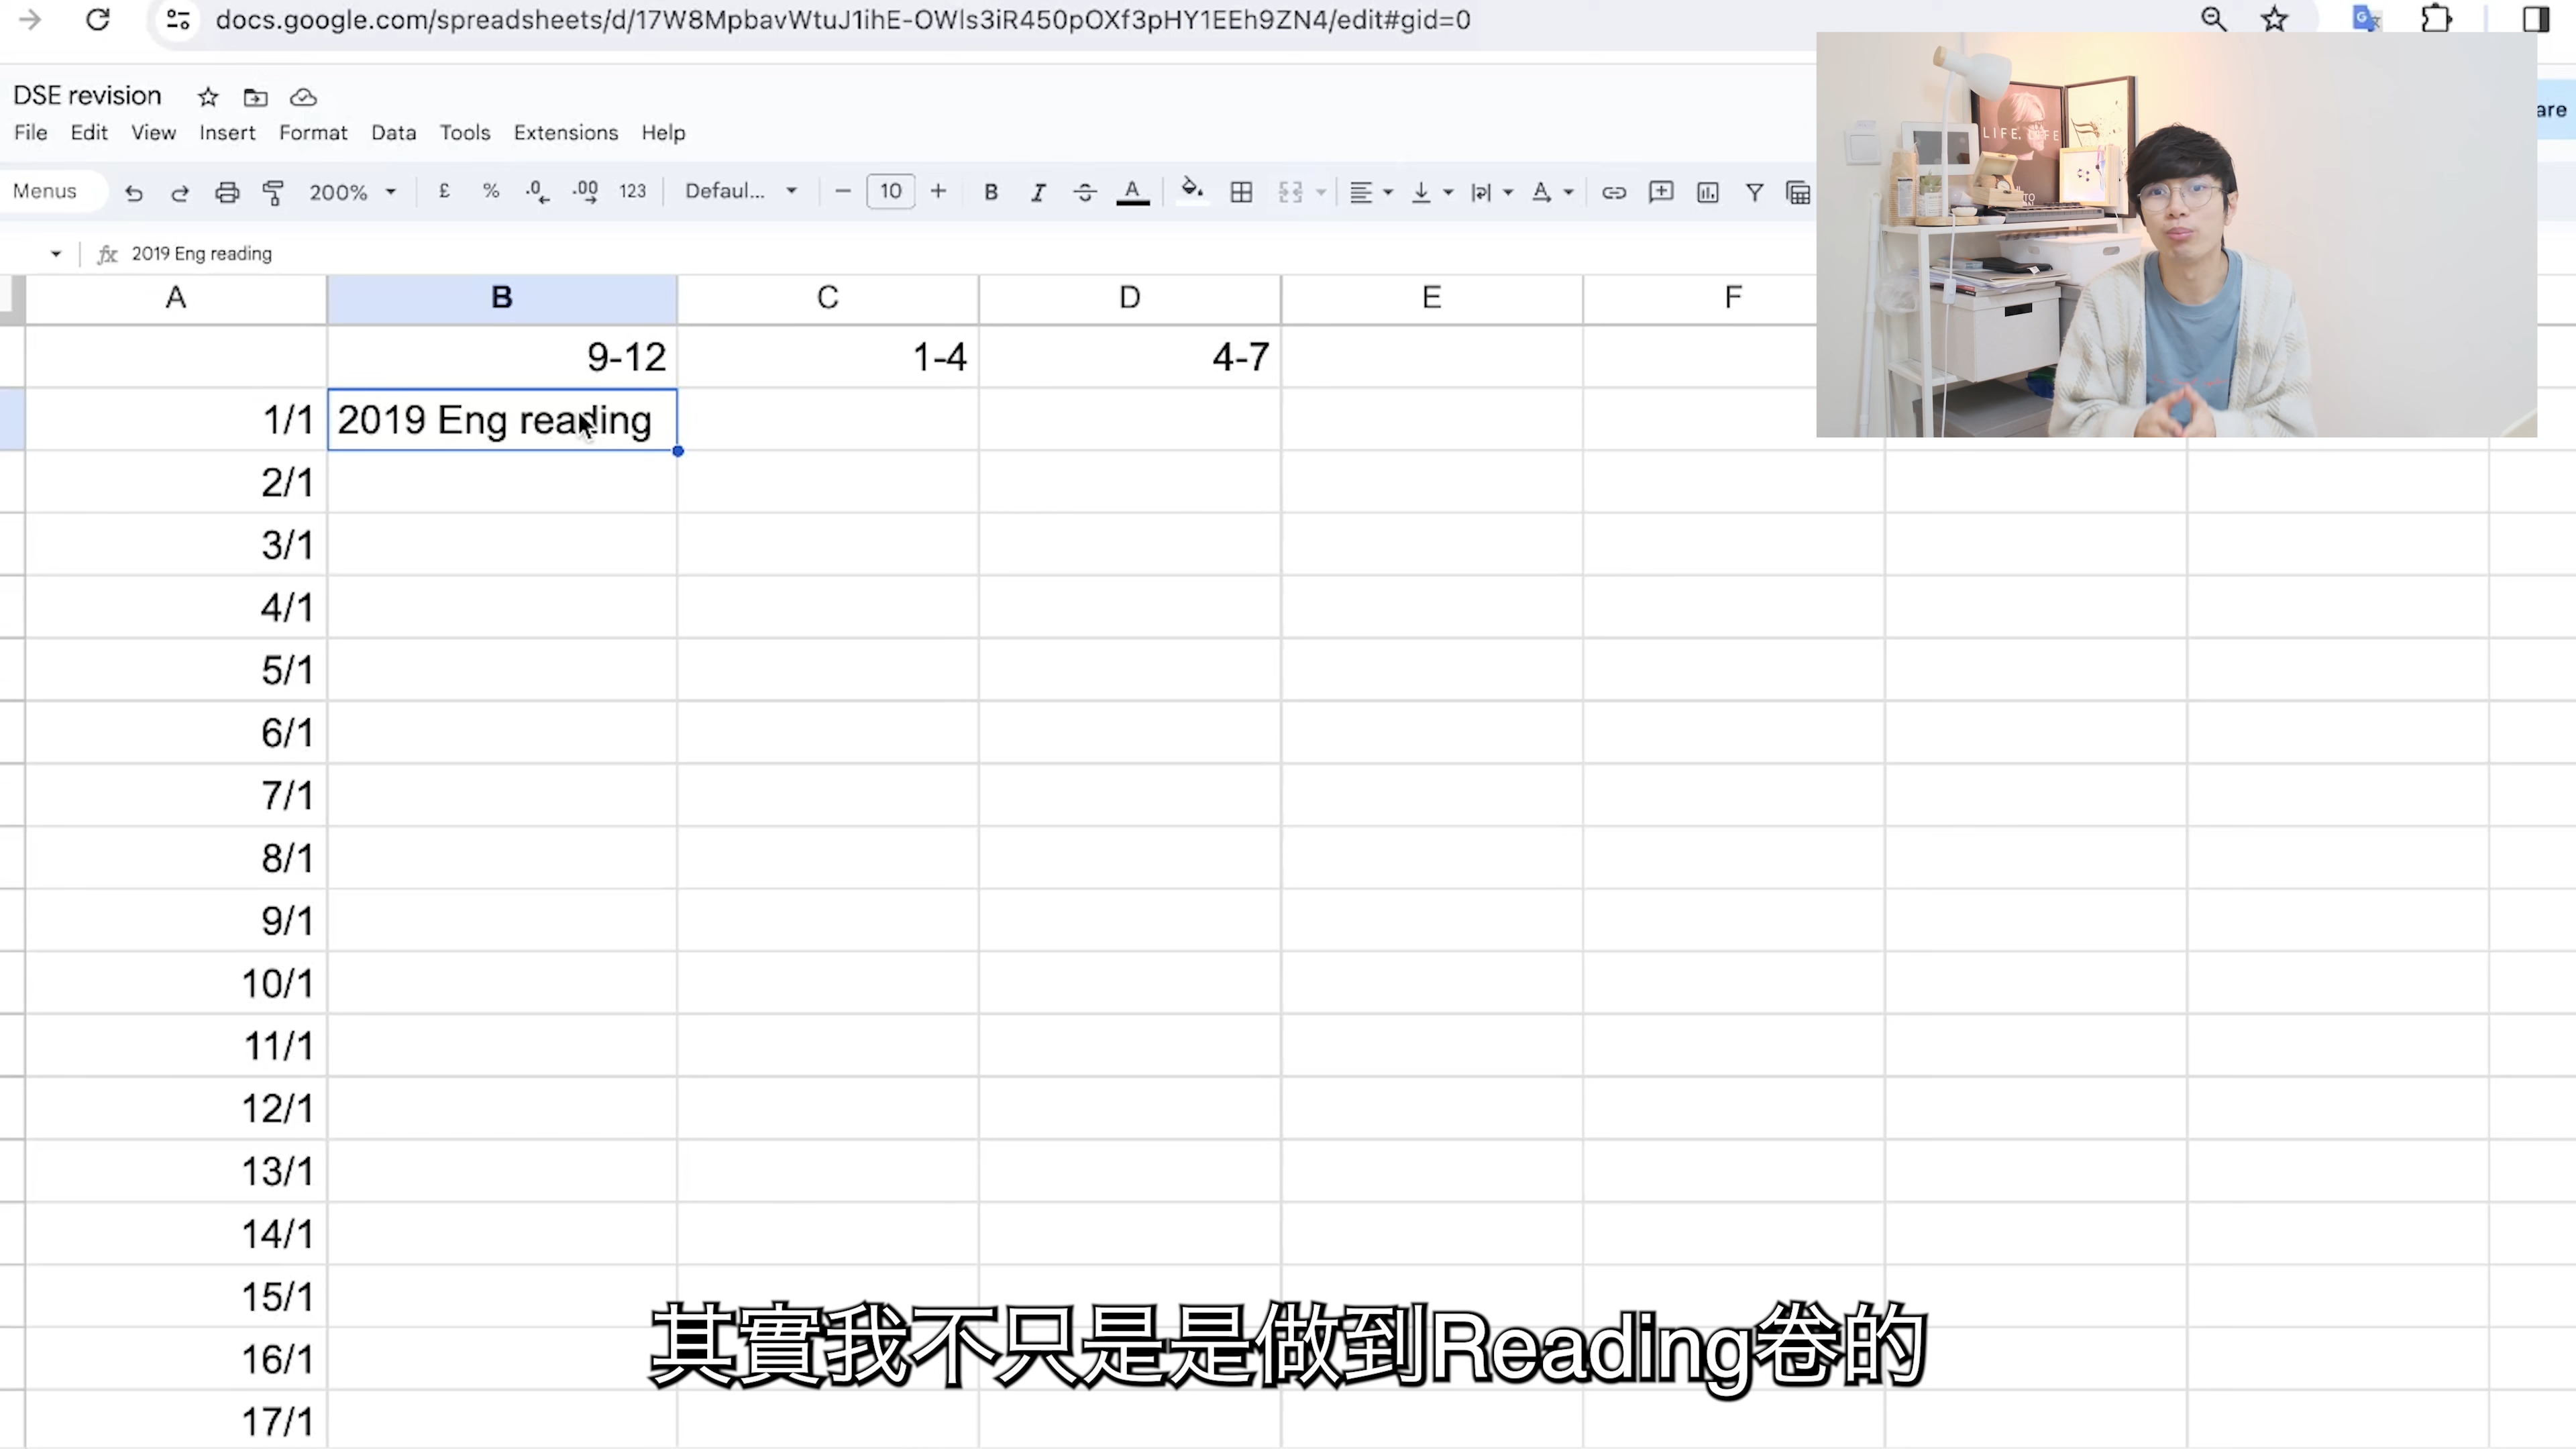 docs.google.com/spreadsheets/d/17W8MpbavWtuJ1ihE-OWls3iR450pOXf3pHY1EEh9ZN4/edit#gid=0
DSE revision
are
File Edit View Insert Format Data Tools Extensions Help
Menus 200% £ % .0 .00 123 Defaul... − 10 + B I A
fx 2019 Eng reading
LIFE. LIFE
A B C D E F
9-12 1-4 4-7
1/1 2019 Eng reading
2/1
3/1
4/1
5/1
6/1
7/1
8/1
9/1
10/1
11/1
12/1
13/1
14/1
15/1
16/1
17/1
其實我不只是是做到Reading卷的